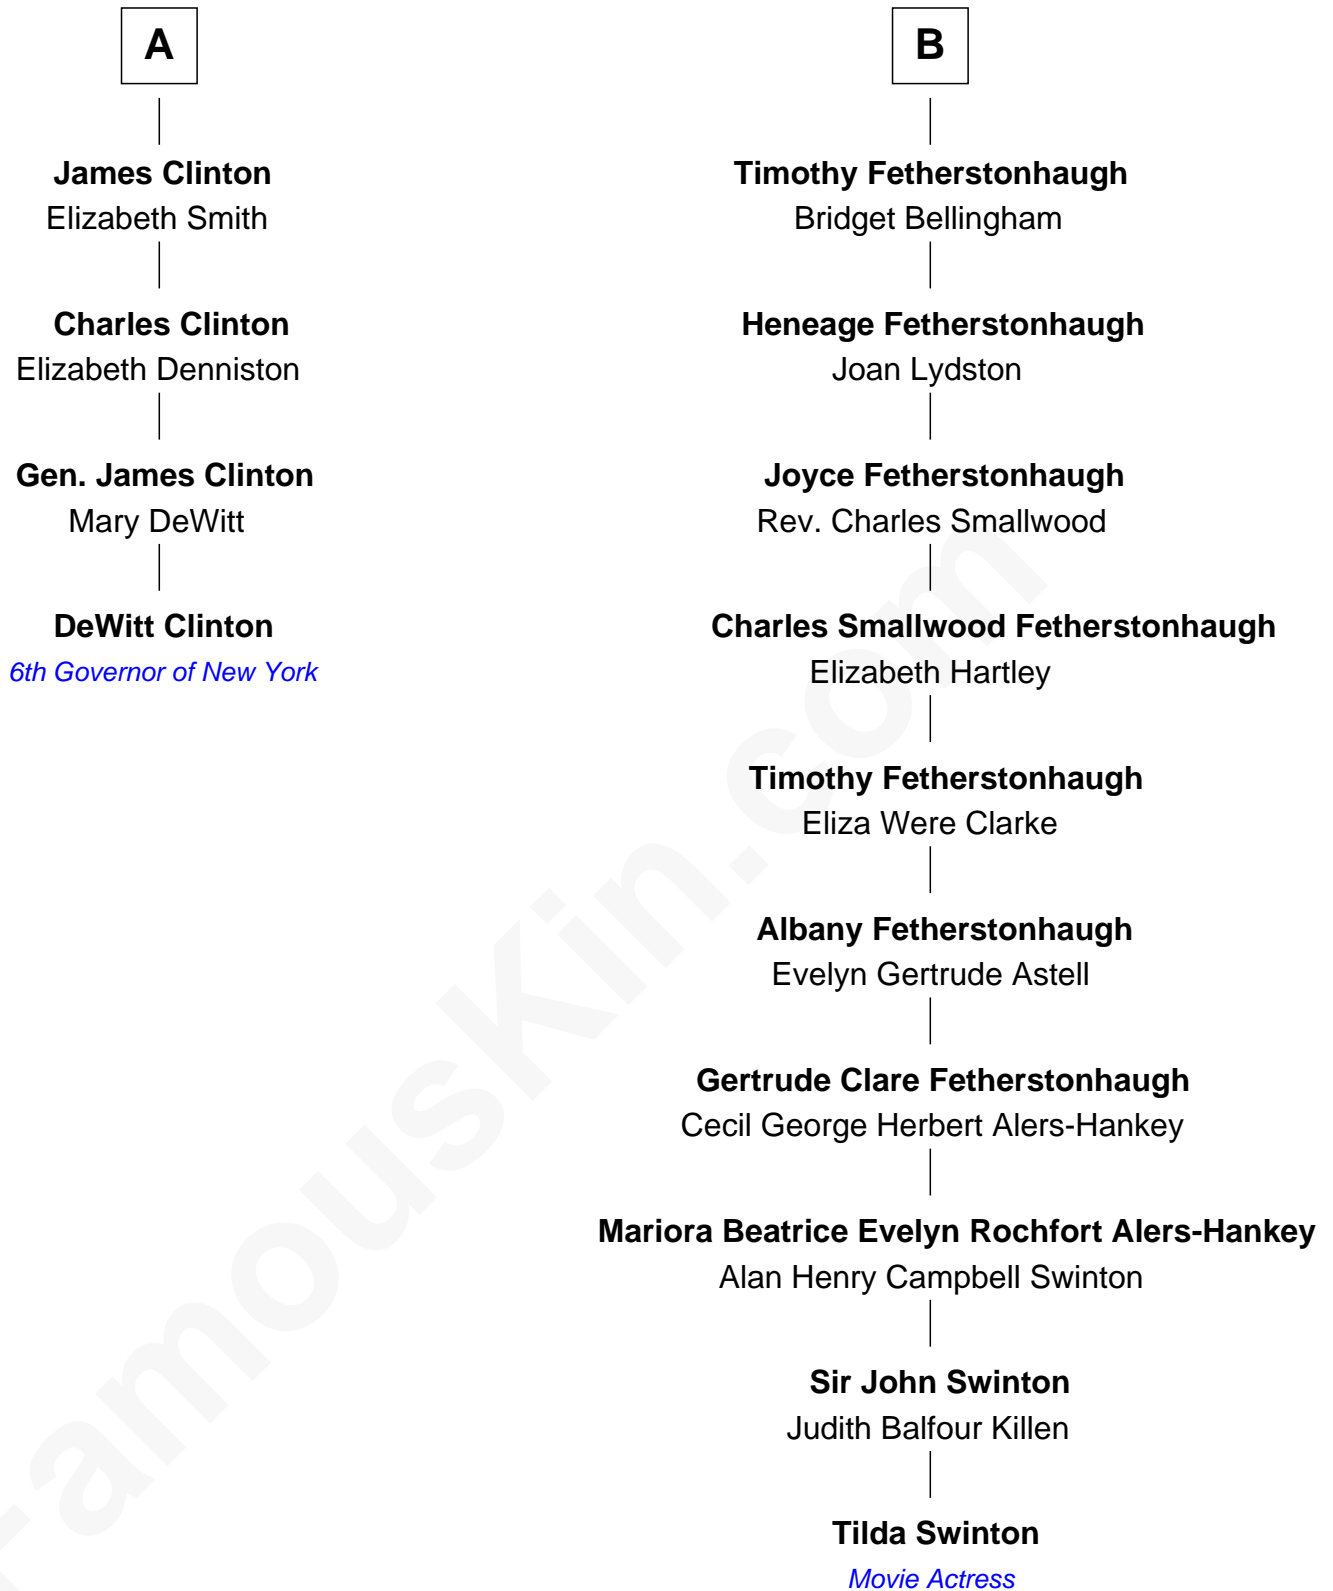 A
James Clinton
Elizabeth Smith
Charles Clinton
Elizabeth Denniston
Gen. James Clinton
Mary DeWitt
DeWitt Clinton
6th Governor of New York
B
Timothy Fetherstonhaugh
Bridget Bellingham
Heneage Fetherstonhaugh
Joan Lydston
Joyce Fetherstonhaugh
Rev. Charles Smallwood
Charles Smallwood Fetherstonhaugh
Elizabeth Hartley
Timothy Fetherstonhaugh
Eliza Were Clarke
Albany Fetherstonhaugh
Evelyn Gertrude Astell
Gertrude Clare Fetherstonhaugh
Cecil George Herbert Alers-Hankey
Mariora Beatrice Evelyn Rochfort Alers-Hankey
Alan Henry Campbell Swinton
Sir John Swinton
Judith Balfour Killen
Tilda Swinton
Movie Actress
FamousKin.com